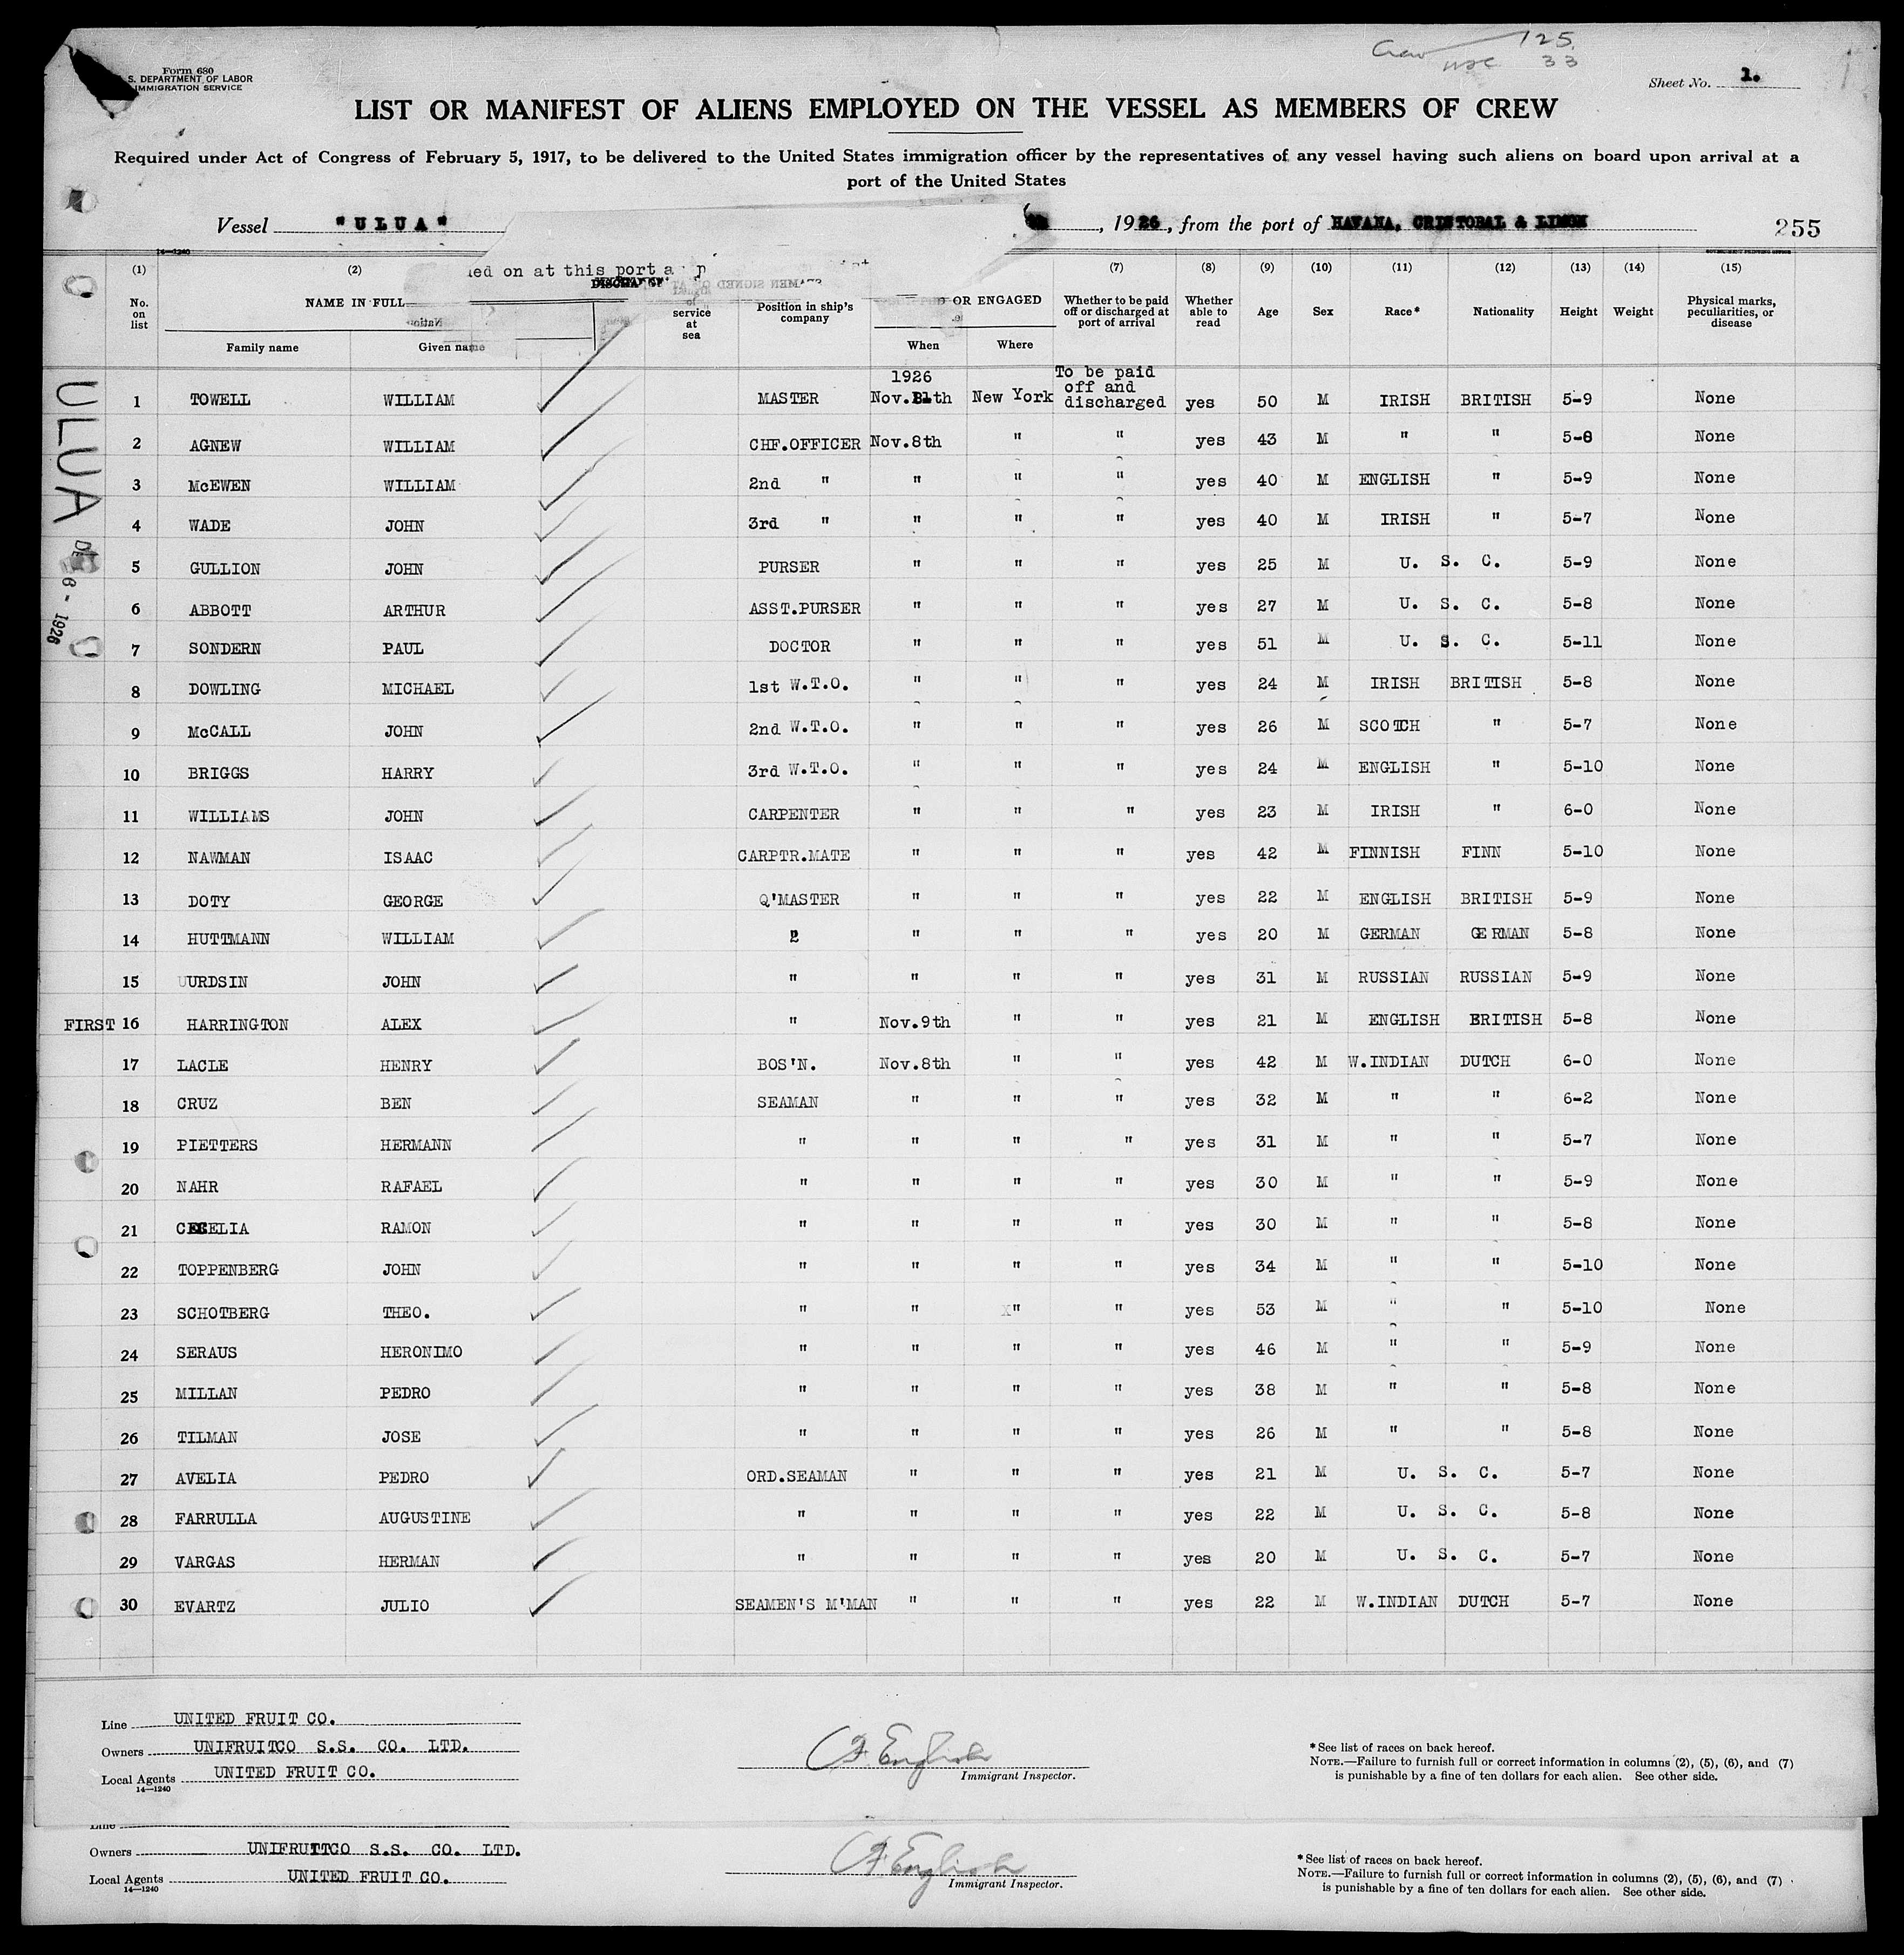 Crew 125
USC 33
Form 680
S. DEPARTMENT OF LABOR
IMMIGRATION SERVICE
Sheet No. 1.
LIST OR MANIFEST OF ALIENS EMPLOYED ON THE VESSEL AS MEMBERS OF CREW
Required under Act of Congress of February 5, 1917, to be delivered to the United States immigration officer by the representatives of any vessel having such aliens on board upon arrival at a
port of the United States
Vessel "ULUA" , 1926, from the port of HAVANA, CRISTOBAL & LIMON 255
14—1240
ed on at this port a
(1) (2) (7) (8) (9) (10) (11) (12) (13) (14) (15)
No. on list NAME IN FULL of service at sea Position in ship's company OR ENGAGED Whether to be paid off or discharged at port of arrival Whether able to read Age Sex Race* Nationality Height Weight Physical marks, peculiarities, or disease
Family name Given name When Where
1 TOWELL WILLIAM MASTER 1926 Nov. th New York To be paid off and discharged yes 50 M IRISH BRITISH 5-9 None
2 AGNEW WILLIAM CHF.OFFICER Nov.8th " " yes 43 M " " 5-8 None
3 McEWEN WILLIAM 2nd " " " " yes 40 M ENGLISH " 5-9 None
4 WADE JOHN 3rd " " " " yes 40 M IRISH " 5-7 None
5 GULLION JOHN PURSER " " " yes 25 M U. S. C. 5-9 None
6 ABBOTT ARTHUR ASST.PURSER " " " yes 27 M U. S. C. 5-8 None
7 SONDERN PAUL DOCTOR " " " yes 51 M U. S. C. 5-11 None
8 DOWLING MICHAEL 1st W.T.O. " " " yes 24 M IRISH BRITISH 5-8 None
9 McCALL JOHN 2nd W.T.O. " " " yes 26 M SCOTCH " 5-7 None
10 BRIGGS HARRY 3rd W.T.O. " " " yes 24 M ENGLISH " 5-10 None
11 WILLIAMS JOHN CARPENTER " " " yes 23 M IRISH " 6-0 None
12 NAWMAN ISAAC CARPTR.MATE " " " yes 42 M FINNISH FINN 5-10 None
13 DOTY GEORGE Q'MASTER " " " yes 22 M ENGLISH BRITISH 5-9 None
14 HUTTMANN WILLIAM " " " yes 20 M GERMAN GERMAN 5-8 None
15 UURDSIN JOHN " " " " yes 31 M RUSSIAN RUSSIAN 5-9 None
FIRST 16 HARRINGTON ALEX " Nov.9th " " yes 21 M ENGLISH BRITISH 5-8 None
17 LACLE HENRY BOS'N. Nov.8th " " yes 42 M W.INDIAN DUTCH 6-0 None
18 CRUZ BEN SEAMAN " " " yes 32 M " " 6-2 None
19 PIETTERS HERMANN " " " " yes 31 M " " 5-7 None
20 NAHR RAFAEL " " " " yes 30 M " " 5-9 None
21 CECELIA RAMON " " " " yes 30 M " " 5-8 None
22 TOPPENBERG JOHN " " " " yes 34 M " " 5-10 None
23 SCHOTBERG THEO. " " " " yes 53 M " " 5-10 None
24 SERAUS HERONIMO " " " " yes 46 M " " 5-9 None
25 MILLAN PEDRO " " " " yes 38 M " " 5-8 None
26 TILMAN JOSE " " " " yes 26 M " " 5-8 None
27 AVELIA PEDRO ORD.SEAMAN " " " yes 21 M U. S. C. 5-7 None
28 FARRULLA AUGUSTINE " " " " yes 22 M U. S. C. 5-8 None
29 VARGAS HERMAN " " " " yes 20 M U. S. C. 5-7 None
30 EVARTZ JULIO SEAMEN'S M'MAN " " " yes 22 M W.INDIAN DUTCH 5-7 None
ULUA
DEC 6 - 1926
Line UNITED FRUIT CO.
Owners UNIFRUITCO S.S. CO. LTD.
Local Agents UNITED FRUIT CO.
14—1240
English
Immigrant Inspector.
*See list of races on back hereof.
NOTE.—Failure to furnish full or correct information in columns (2), (5), (6), and (7)
is punishable by a fine of ten dollars for each alien. See other side.
Line
Owners UNIFRUTTCO S.S. CO. LTD.
Local Agents UNITED FRUIT CO.
14—1240
English
Immigrant Inspector.
*See list of races on back hereof.
NOTE.—Failure to furnish full or correct information in columns (2), (5), (6), and (7)
is punishable by a fine of ten dollars for each alien. See other side.